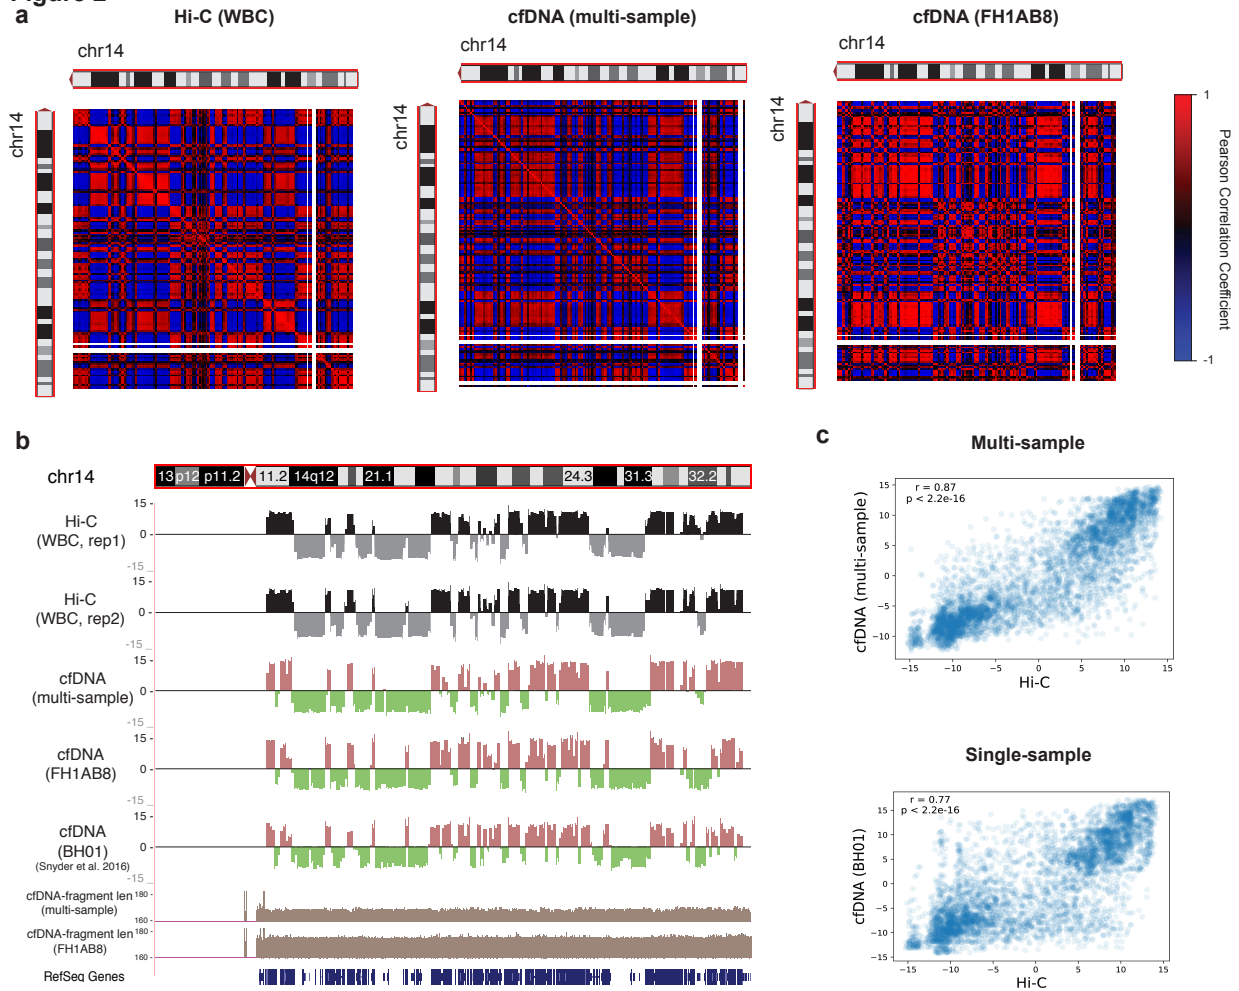 Figure 2
a
Hi-C (WBC)
cfDNA (multi-sample)
cfDNA (FH1AB8)
chr14
chr14
chr14
chr14
chr14
chr14
1
-1
Pearson Correlation Coefficient
b
chr14
13 p12 p11.2 11.2 14q12 21.1 24.3 31.3 32.2
15
0
-15
Hi-C
(WBC, rep1)
15
0
-15
Hi-C
(WBC, rep2)
15
0
-15
cfDNA
(multi-sample)
15
0
-15
cfDNA
(FH1AB8)
15
0
-15
cfDNA
(BH01)
(Snyder et al. 2016)
cfDNA-fragment len
(multi-sample)
180
160
cfDNA-fragment len
(FH1AB8)
180
160
RefSeq Genes
c
Multi-sample
r = 0.87
p < 2.2e-16
cfDNA (multi-sample)
15
10
5
0
−5
−10
−15 −10 −5 0 5 10 15
Hi-C
Single-sample
r = 0.77
p < 2.2e-16
cfDNA (BH01)
15
10
5
0
−5
−10
−15
−15 −10 −5 0 5 10 15
Hi-C